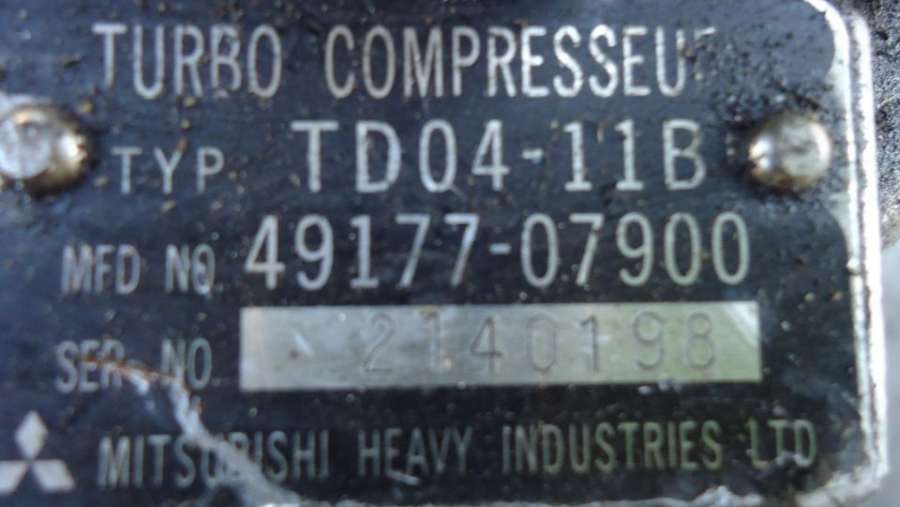 TURBO COMPRESSEUR
TYP TD04-11B
MFD NO. 49177-07900
SER. NO. 2140198
MITSUBISHI HEAVY INDUSTRIES LTD